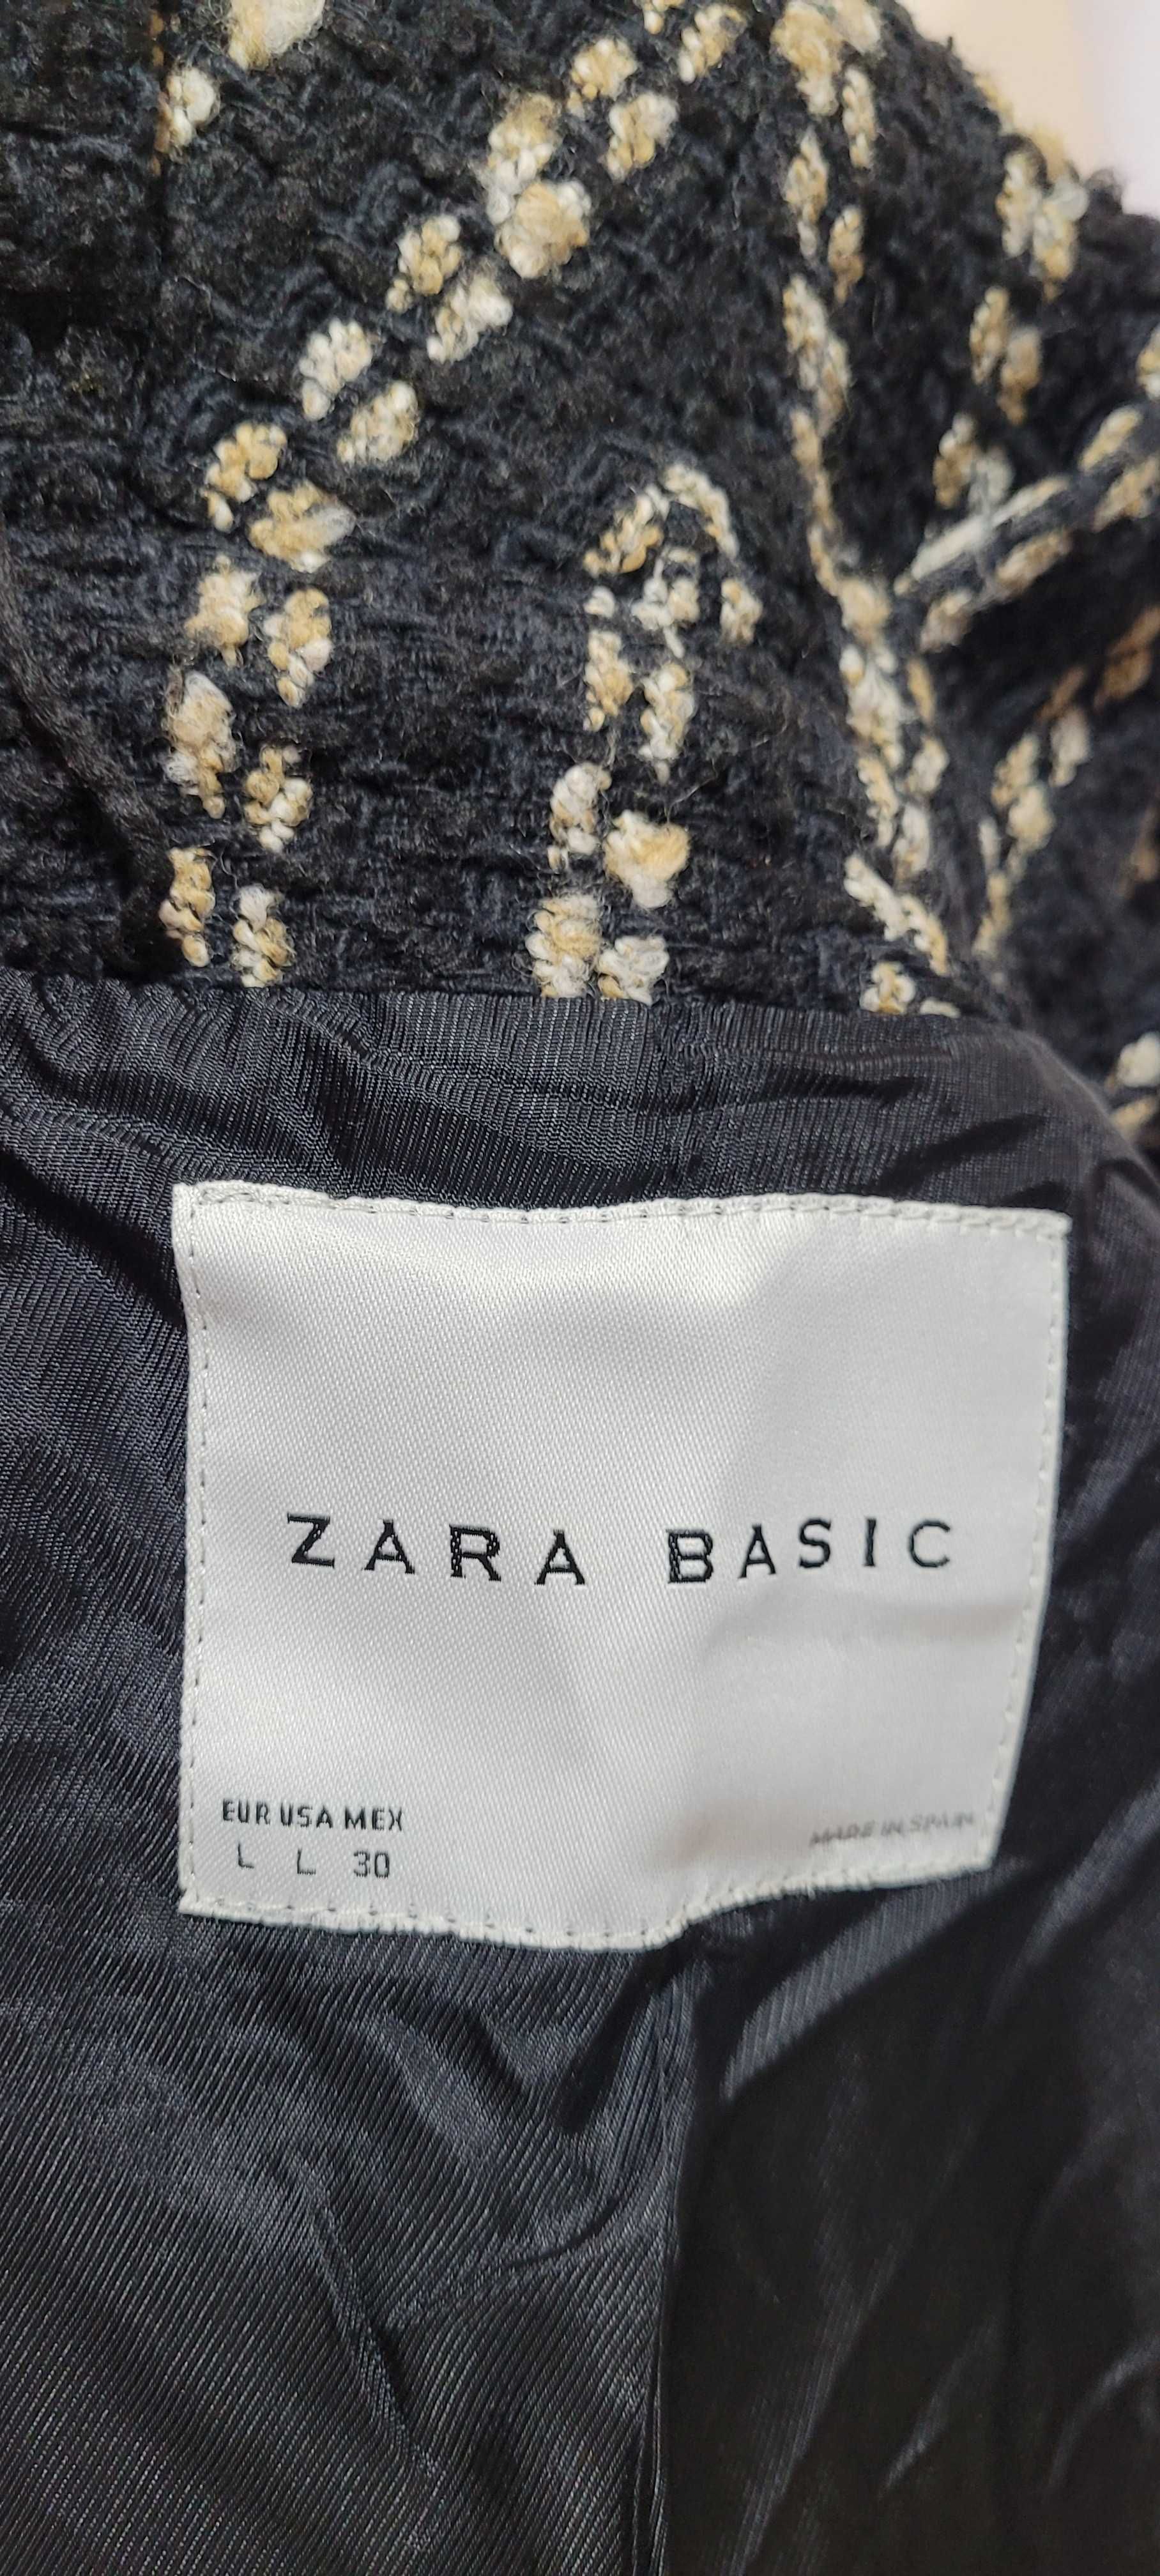 ZARA BASIC
EUR USA MEX
L L 30
MADE IN SPAIN